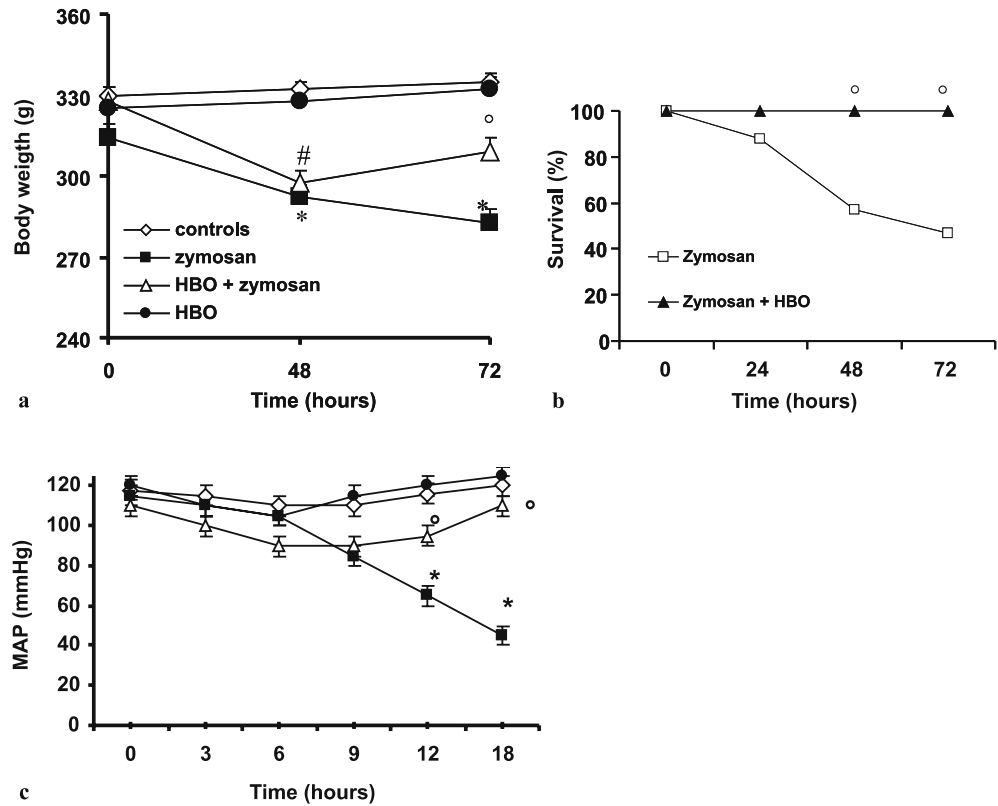 360
330
300
270
240
Body weigth (g)
#
*
*
°
controls
zymosan
HBO + zymosan
HBO
0 48 72
Time (hours)
a
100
80
60
40
20
0
Survival (%)
° °
Zymosan
Zymosan + HBO
0 24 48 72
Time (hours)
b
120
100
80
60
40
20
0
MAP (mmHg)
° °
* *
0 3 6 9 12 18
Time (hours)
c